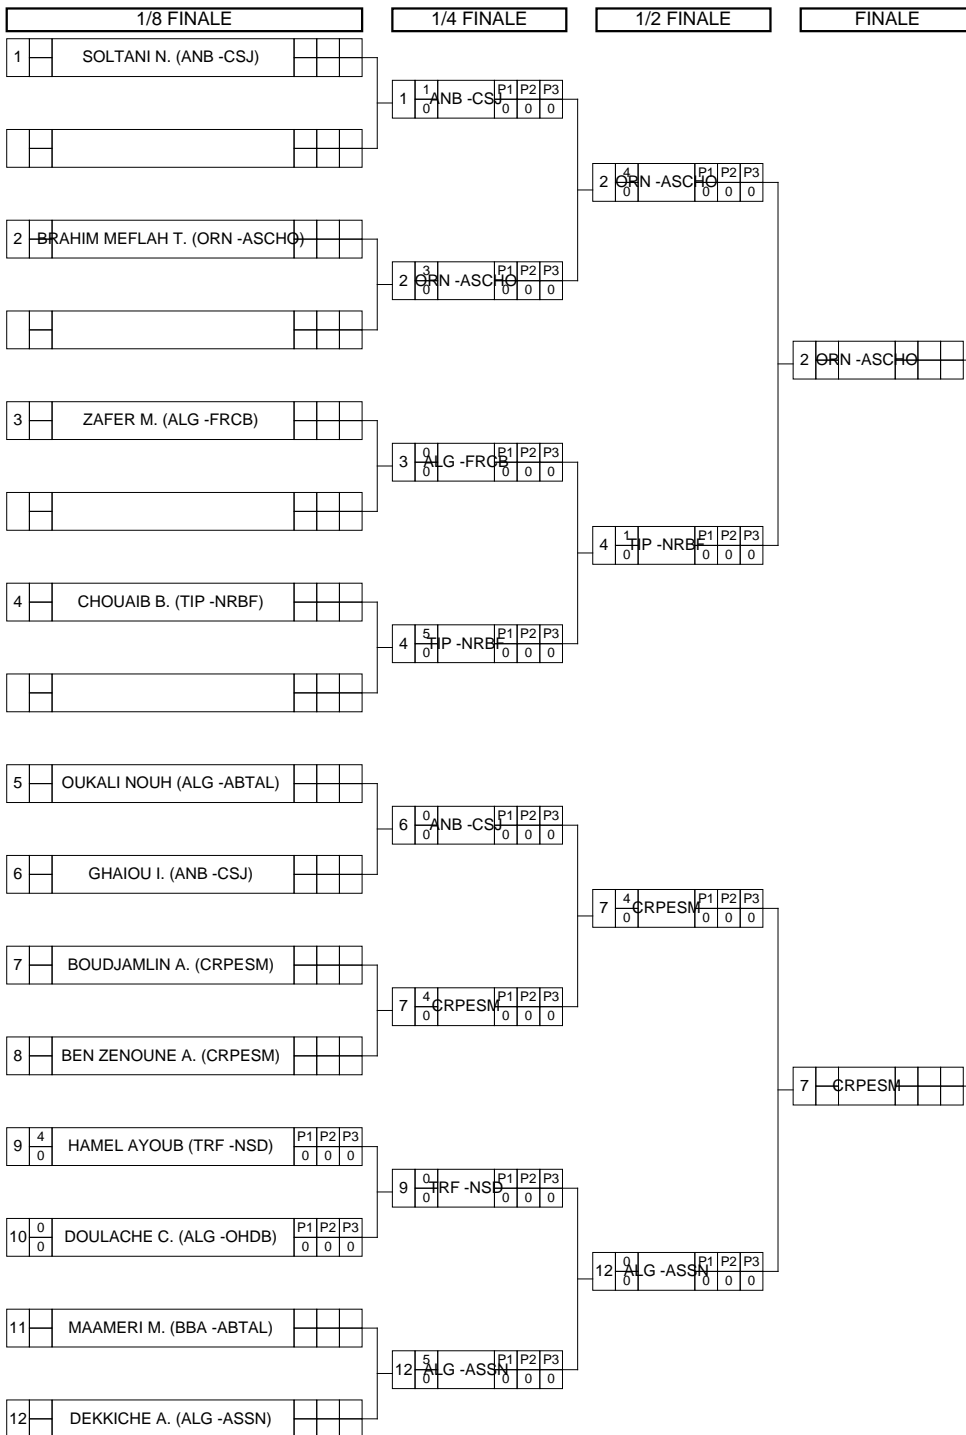 1/8 FINALE 1/4 FINALE 1/2 FINALE FINALE
1 SOLTANI N. (ANB -CSJ)
1 1 0 ANB -CSJ P1 P2 P3 0 0 0
2 4 0 ORN -ASCHO P1 P2 P3 0 0 0
2 BRAHIM MEFLAH T. (ORN -ASCHO)
2 3 0 ORN -ASCHO P1 P2 P3 0 0 0
2 ORN -ASCHO
3 ZAFER M. (ALG -FRCB)
3 0 0 ALG -FRCB P1 P2 P3 0 0 0
4 1 0 TIP -NRBF P1 P2 P3 0 0 0
4 CHOUAIB B. (TIP -NRBF)
4 5 0 TIP -NRBF P1 P2 P3 0 0 0
5 OUKALI NOUH (ALG -ABTAL)
6 0 0 ANB -CSJ P1 P2 P3 0 0 0
6 GHAIOU I. (ANB -CSJ)
7 4 0 CRPESM P1 P2 P3 0 0 0
7 BOUDJAMLIN A. (CRPESM)
7 4 0 CRPESM P1 P2 P3 0 0 0
8 BEN ZENOUNE A. (CRPESM)
7 CRPESM
9 4 0 HAMEL AYOUB (TRF -NSD) P1 P2 P3 0 0 0
9 0 0 TRF -NSD P1 P2 P3 0 0 0
10 0 0 DOULACHE C. (ALG -OHDB) P1 P2 P3 0 0 0
12 0 0 ALG -ASSN P1 P2 P3 0 0 0
11 MAAMERI M. (BBA -ABTAL)
12 5 0 ALG -ASSN P1 P2 P3 0 0 0
12 DEKKICHE A. (ALG -ASSN)